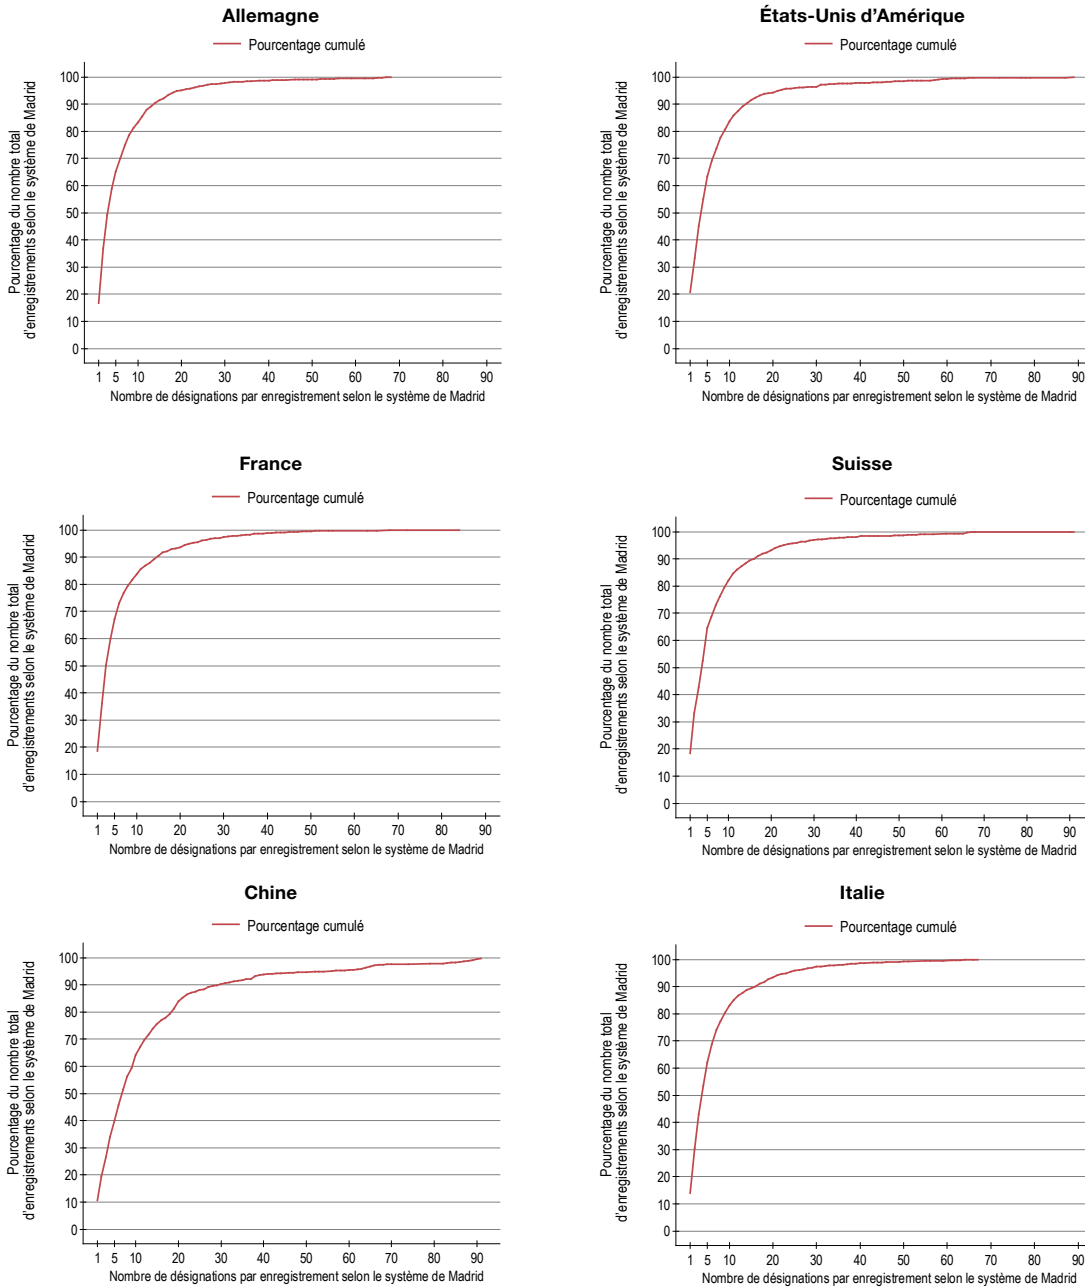 Allemagne
Pourcentage cumulé
Pourcentage du nombre total
d'enregistrements selon le système de Madrid
100
90
80
70
60
50
40
30
20
10
0
1 5 10 20 30 40 50 60 70 80 90
Nombre de désignations par enregistrement selon le système de Madrid
États-Unis d'Amérique
Pourcentage cumulé
Pourcentage du nombre total
d'enregistrements selon le système de Madrid
100
90
80
70
60
50
40
30
20
10
0
1 5 10 20 30 40 50 60 70 80 90
Nombre de désignations par enregistrement selon le système de Madrid
France
Pourcentage cumulé
Pourcentage du nombre total
d'enregistrements selon le système de Madrid
100
90
80
70
60
50
40
30
20
10
0
1 5 10 20 30 40 50 60 70 80 90
Nombre de désignations par enregistrement selon le système de Madrid
Suisse
Pourcentage cumulé
Pourcentage du nombre total
d'enregistrements selon le système de Madrid
100
90
80
70
60
50
40
30
20
10
0
1 5 10 20 30 40 50 60 70 80 90
Nombre de désignations par enregistrement selon le système de Madrid
Chine
Pourcentage cumulé
Pourcentage du nombre total
d'enregistrements selon le système de Madrid
100
90
80
70
60
50
40
30
20
10
0
1 5 10 20 30 40 50 60 70 80 90
Nombre de désignations par enregistrement selon le système de Madrid
Italie
Pourcentage cumulé
Pourcentage du nombre total
d'enregistrements selon le système de Madrid
100
90
80
70
60
50
40
30
20
10
0
1 5 10 20 30 40 50 60 70 80 90
Nombre de désignations par enregistrement selon le système de Madrid